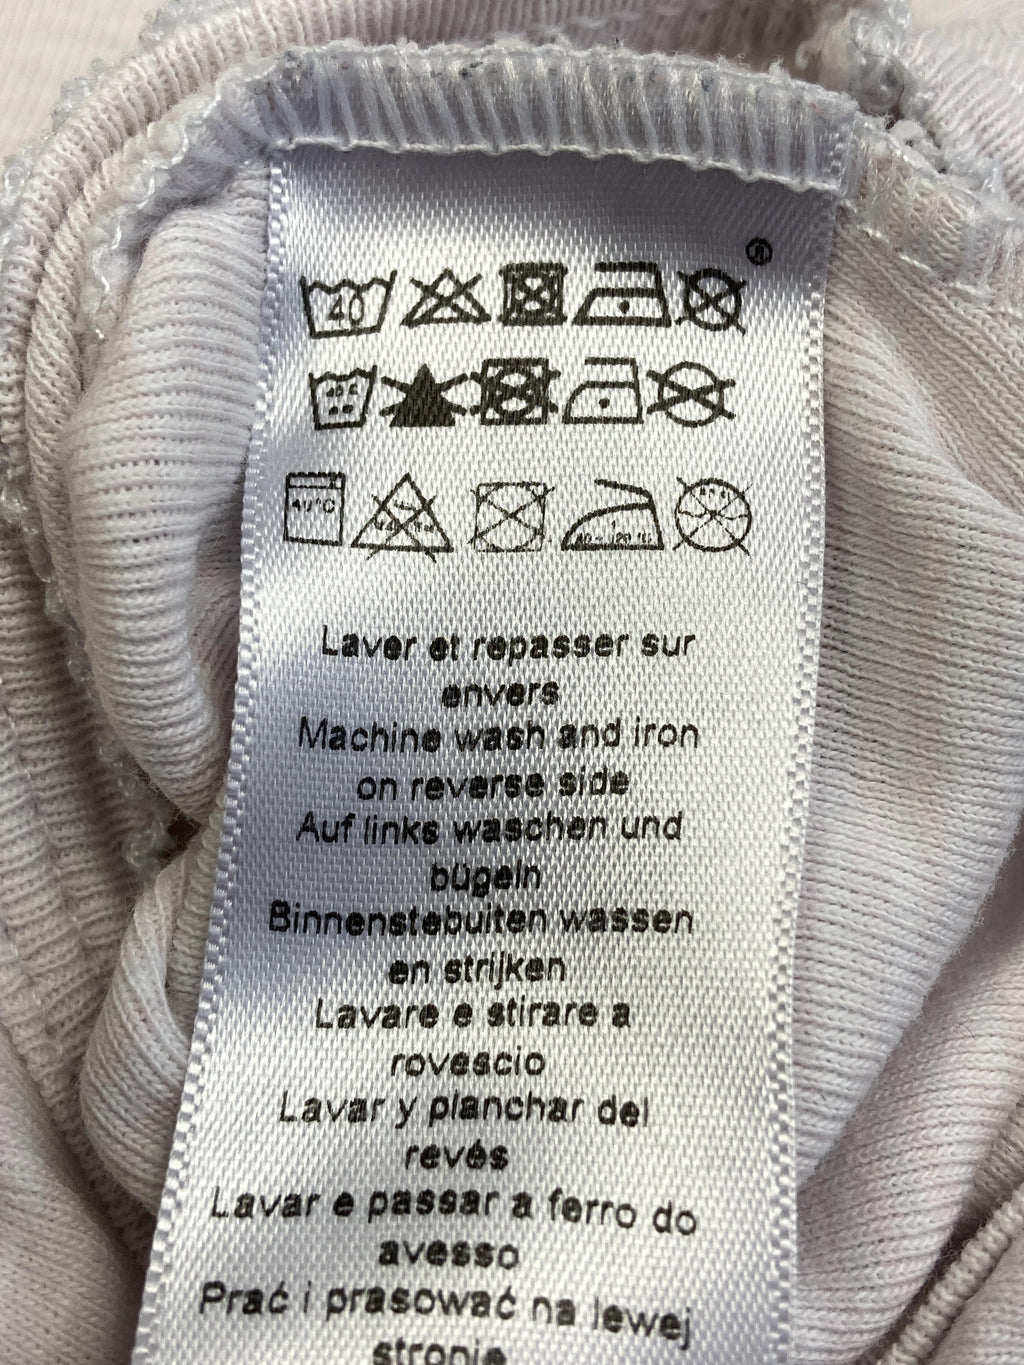 ®
40
40°C
Laver et repasser sur
envers
Machine wash and iron
on reverse side
Auf links waschen und
bügeln
Binnenstebuiten wassen
en strijken
Lavare e stirare a
rovescio
Lavar y planchar del
revés
Lavar e passar a ferro do
avesso
Prać i prasować na lewej
stronie